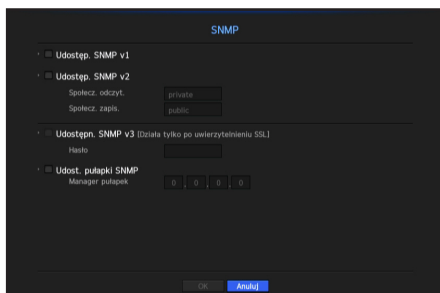 SNMP
Udostęp. SNMP v1
Udostęp. SNMP v2
Społecz. odczyt. private
Społecz. zapis. public
Udostępn. SNMP v3 (Działa tylko po uwierzytelnieniu SSL)
Hasło
Udost. pułapki SNMP
Manager pułapek 0 . 0 . 0 . 0
OK Anuluj